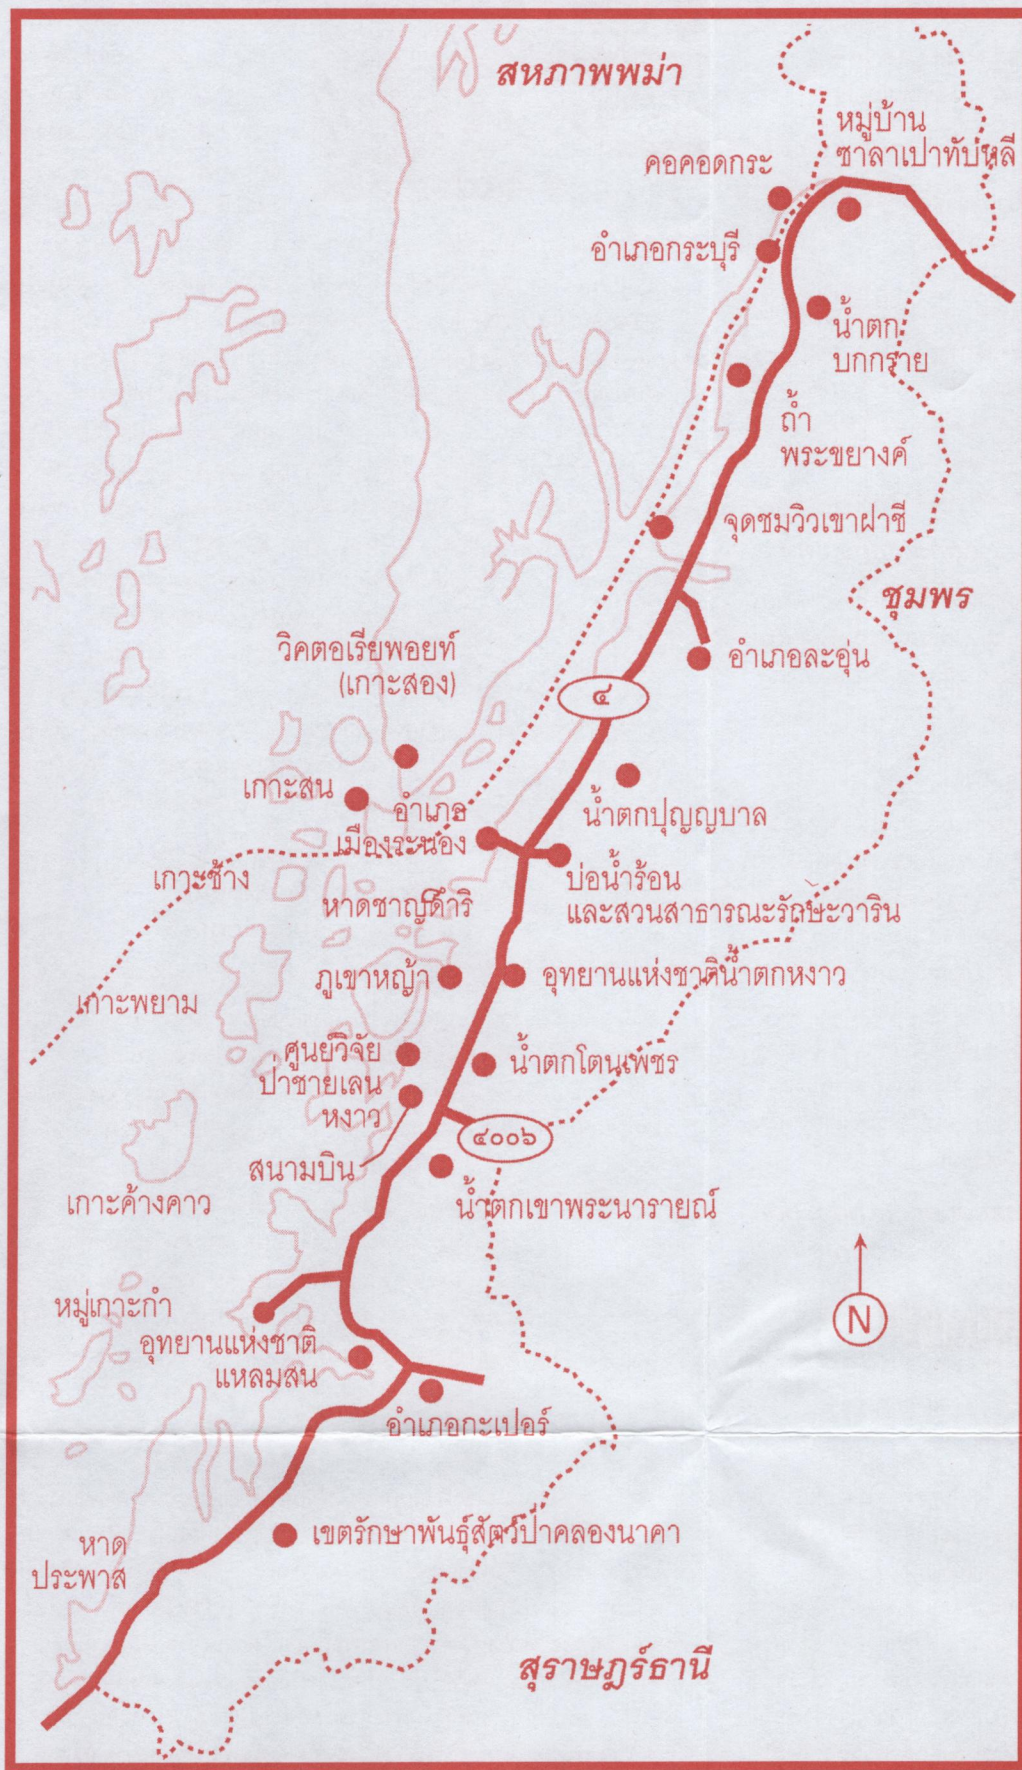 สหภาพพม่า
หมู่บ้าน
ซาลาเปาทับหลี
คอคอดกระ
อำเภอกระบุรี
น้ำตก
บกกราย
ถ้ำ
พระขยางค์
จุดชมวิวเขาฝาชี
ชุมพร
วิคตอเรียพอยท์
(เกาะสอง)
อำเภอละอุ่น
๔
เกาะสน
อำเภอ
เมืองระนอง
น้ำตกปุญญบาล
เกาะช้าง
บ่อน้ำร้อน
และสวนสาธารณะรักษะวาริน
หาดชาญดำริ
ภูเขาหญ้า
อุทยานแห่งชาติน้ำตกหงาว
เกาะพยาม
ศูนย์วิจัย
ป่าชายเลน
หงาว
น้ำตกโตนเพชร
๔๐๐๖
สนามบิน
เกาะค้างคาว
น้ำตกเขาพระนารายณ์
หมู่เกาะกำ
อุทยานแห่งชาติ
แหลมสน
N
อำเภอกะเปอร์
เขตรักษาพันธุ์สัตว์ป่าคลองนาคา
หาด
ประพาส
สุราษฎร์ธานี